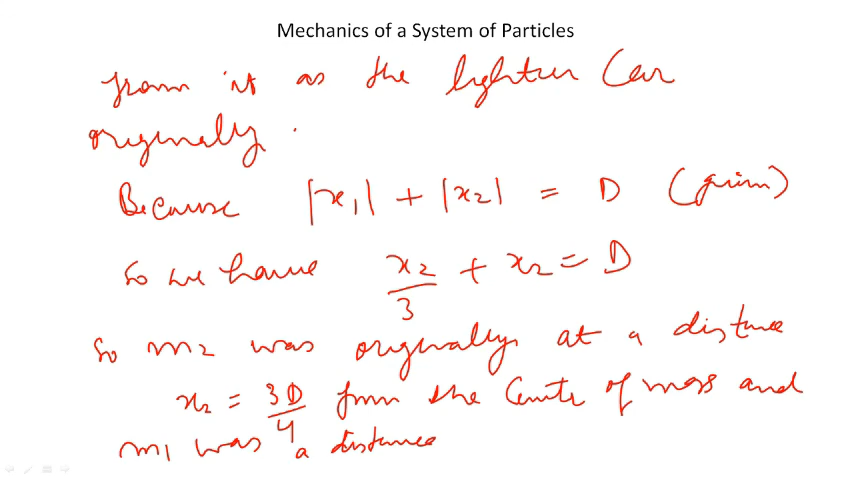 Mechanics of a System of Particles
from it as the lighter Car
originally.
Because |x₁| + |x₂| = D (given)
So we have x₂/3 + x₂ = D
So m₂ was originally at a distance
x₂ = 3D/4 from the Centre of mass and
m₁ was a distance